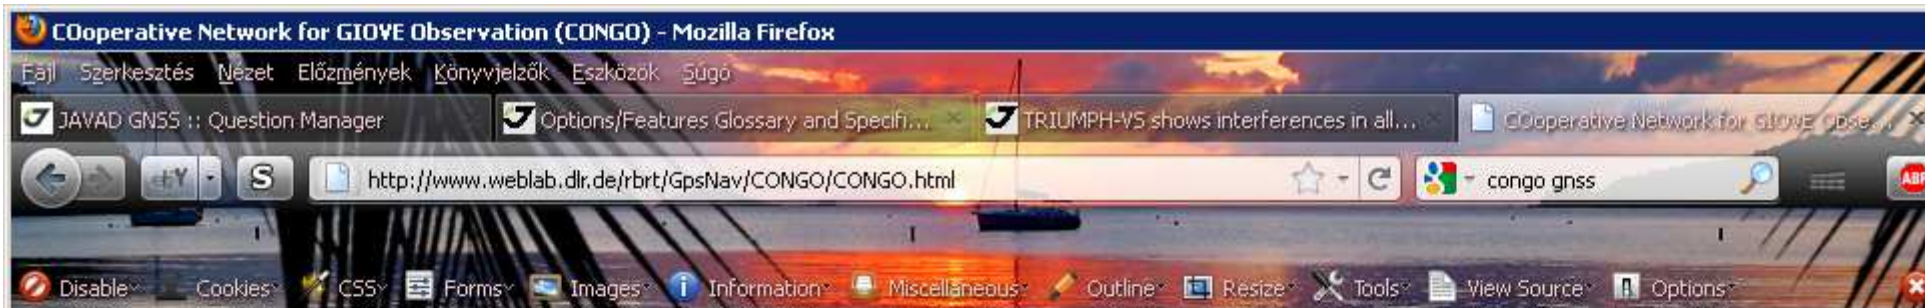 COoperative Network for GIOVE Observation (CONGO) - Mozilla Firefox
Fájl Szerkesztés Nézet Előzmények Könyvjelzők Eszközök Súgó
JAVAD GNSS :: Question Manager Options/Features Glossary and Specifi... TRIUMPH-VS shows interferences in all... COoperative Network for GIOVE Obse...
S http://www.weblab.dlr.de/rbrt/GpsNav/CONGO/CONGO.html congo gnss ABP
Disable Cookies CSS Forms Images Information Miscellaneous Outline Resize Tools View Source Options